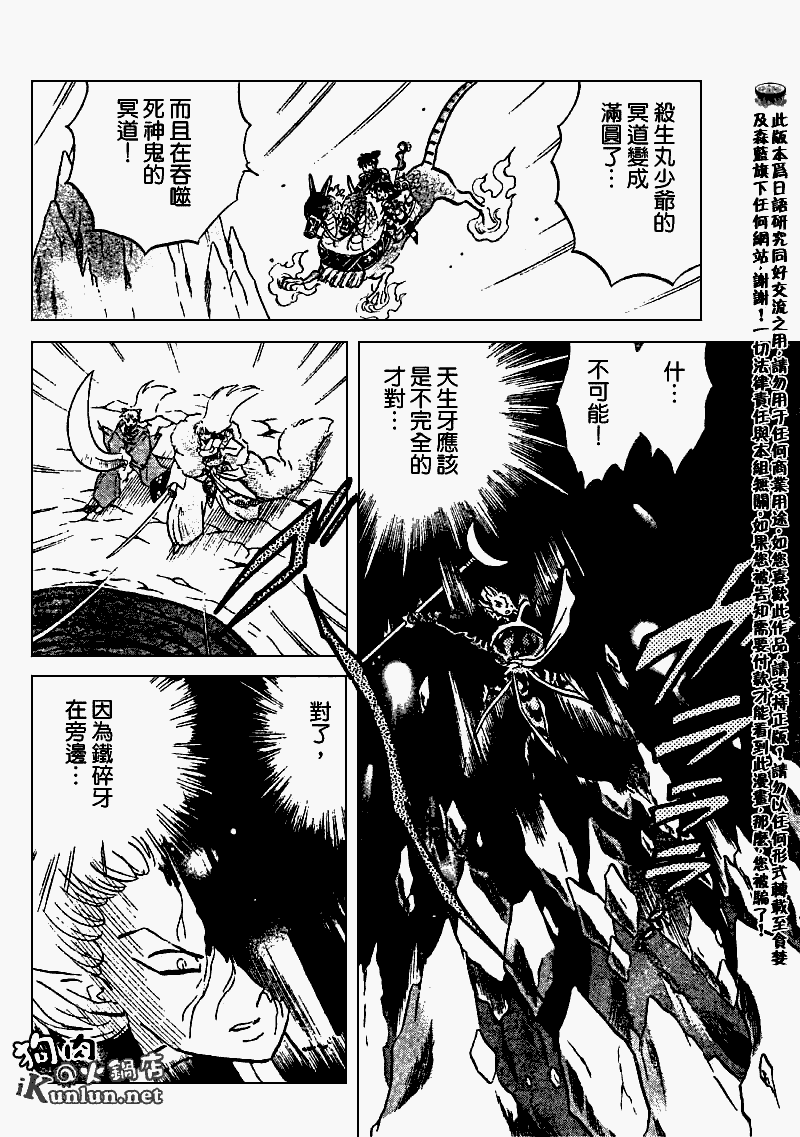 殺生丸少爺的
冥道變成
滿圓了…
而且在吞噬
死神鬼的
冥道！
什…
不可能！
天生牙應該
是不完全的
才對…
對了，
因為鐵碎牙
在旁邊…
此版本爲日語研究同好交流之用，請勿用于任何商業用途，如您喜歡此作品，請支持正版！請勿以任何形式轉載至貪婪
及森藍旗下任何網站，謝謝！一切法律責任與本組無關，如果您被告知需要付款才能看到此漫畫，那麽，您被騙了！
狗肉火鍋店
iKunlun.net